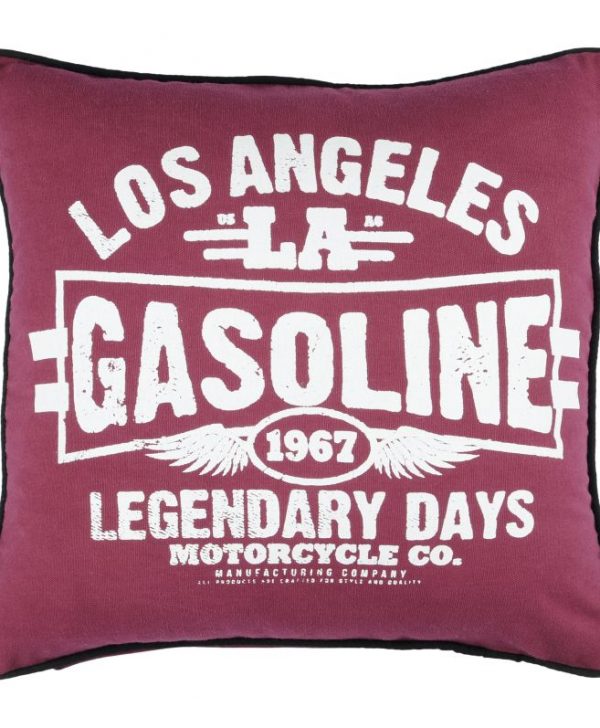 LOS ANGELES
US LA
GASOLINE
1967
LEGENDARY DAYS
MOTORCYCLE CO.
MANUFACTURING COMPANY
ALL PRODUCTS ARE CRAFTED FOR STYLE AND QUALITY